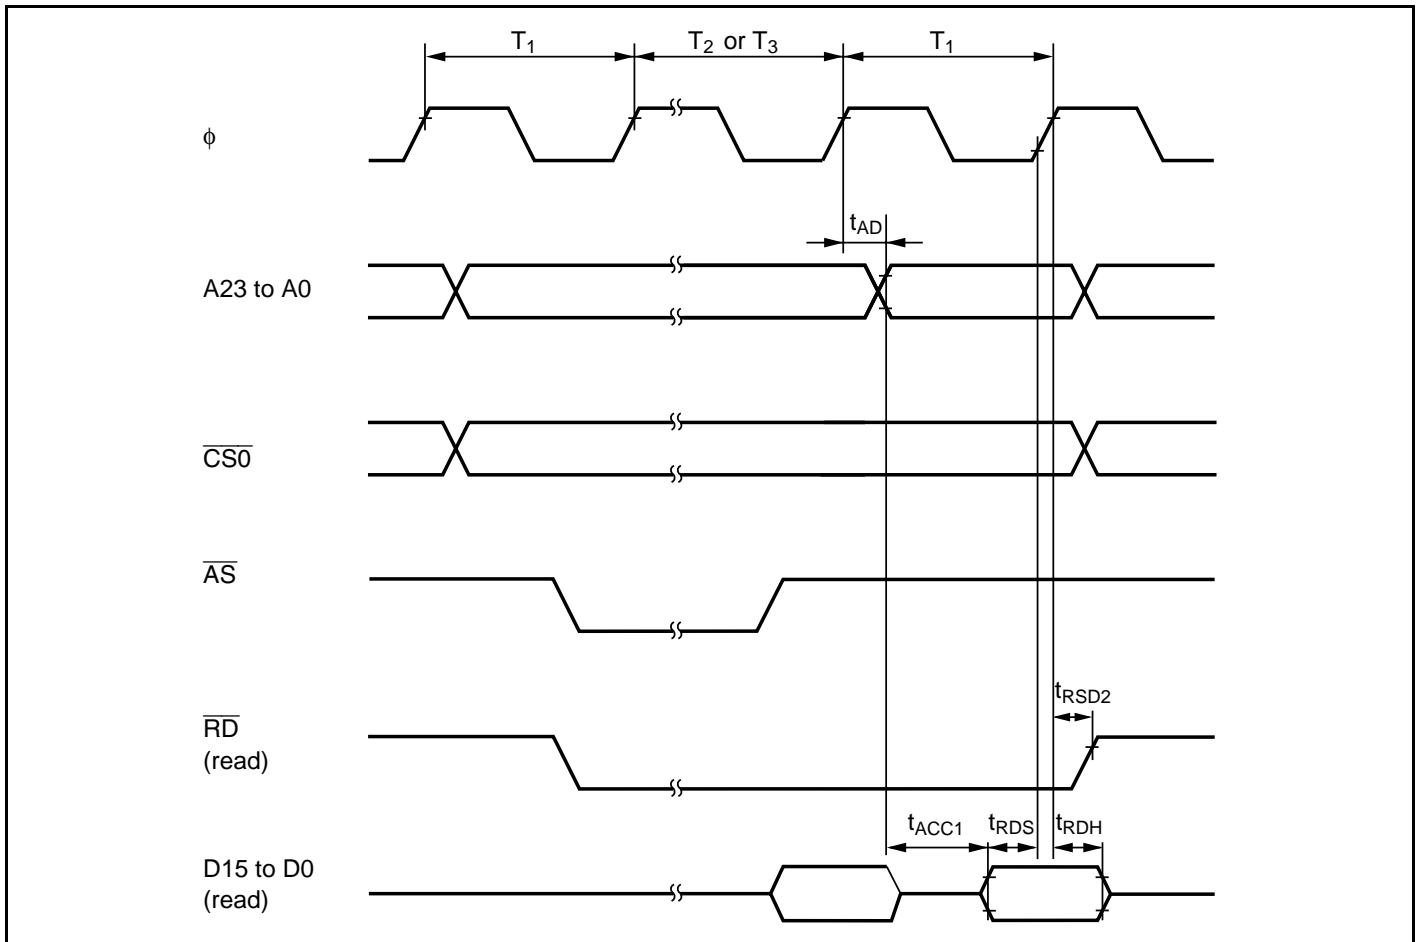 T1 T2 or T3 T1
ϕ
tAD
A23 to A0
CS0
AS
tRSD2
RD
(read)
tACC1 tRDS tRDH
D15 to D0
(read)